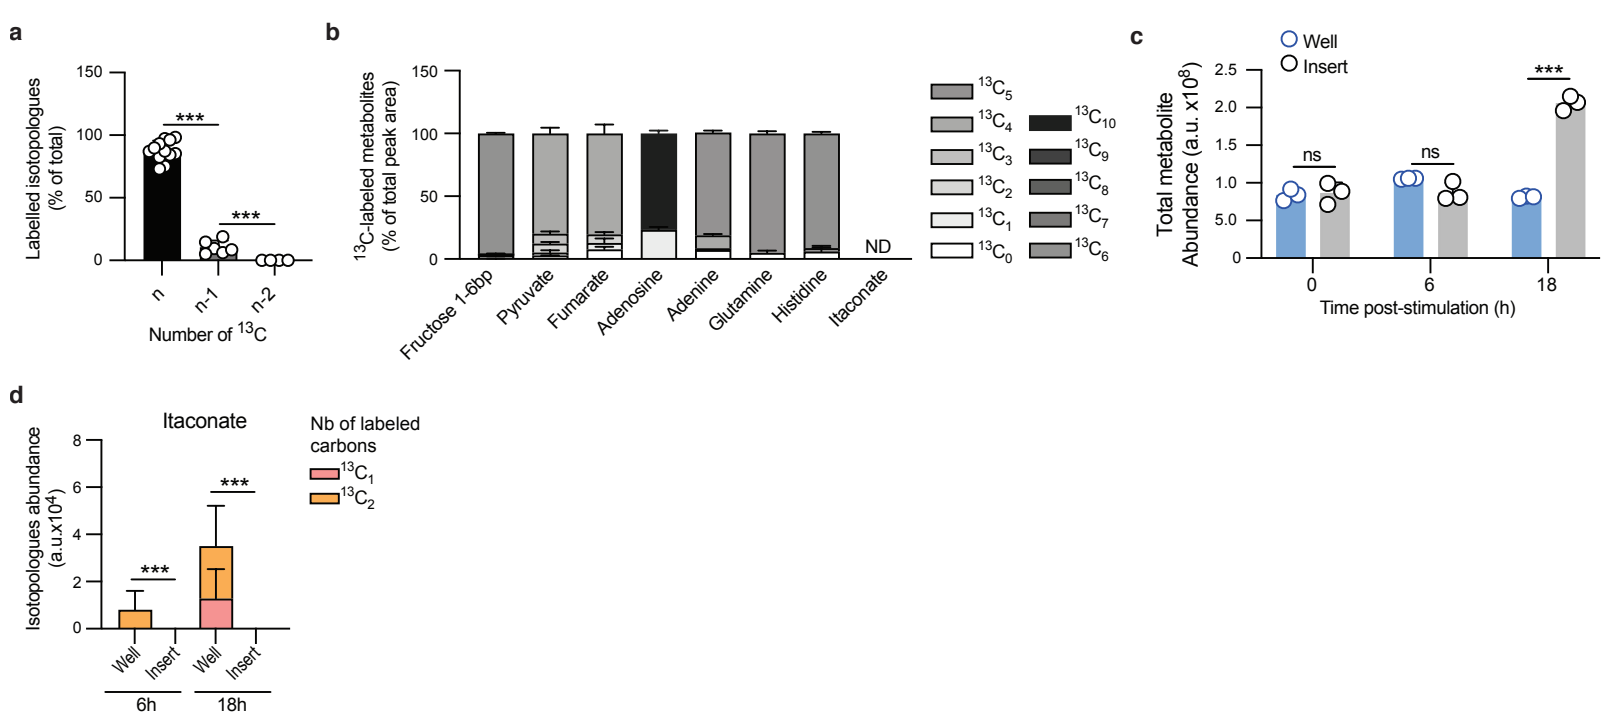 a
Labelled isotopologues
(% of total)
150
100
50
0
***
***
n
n-1
n-2
Number of ¹³C
b
¹³C-labeled metabolites
(% of total peak area)
150
100
50
0
ND
Fructose 1-6bp
Pyruvate
Fumarate
Adenosine
Adenine
Glutamine
Histidine
Itaconate
¹³C₅
¹³C₄
¹³C₃
¹³C₂
¹³C₁
¹³C₀
¹³C₁₀
¹³C₉
¹³C₈
¹³C₇
¹³C₆
c
Well
Insert
Total metabolite
Abundance (a.u. x10⁸)
2.5
2.0
1.5
1.0
5.0
0
ns
ns
***
0
6
18
Time post-stimulation (h)
d
Itaconate
Isotopologues abundance
(a.u.x10⁴)
8
6
4
2
0
***
***
Well
Insert
Well
Insert
6h
18h
Nb of labeled
carbons
¹³C₁
¹³C₂